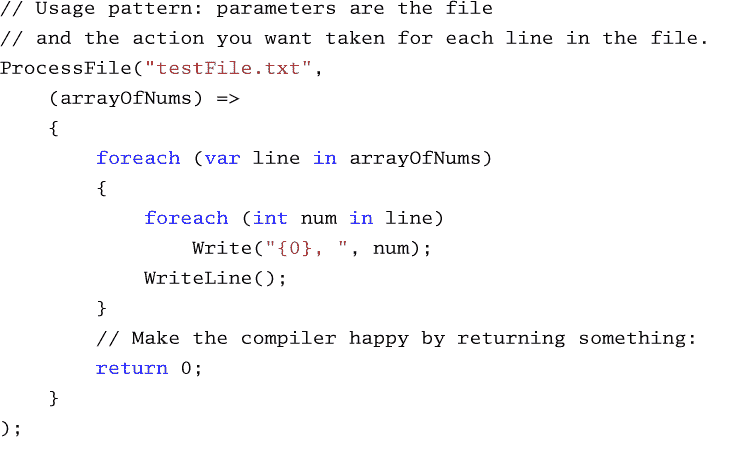 // Usage pattern: parameters are the file
// and the action you want taken for each line in the file.
ProcessFile("testFile.txt",
    (arrayOfNums) =>
    {
        foreach (var line in arrayOfNums)
        {
            foreach (int num in line)
                Write("{0}, ", num);
            WriteLine();
        }
        // Make the compiler happy by returning something:
        return 0;
    }
);